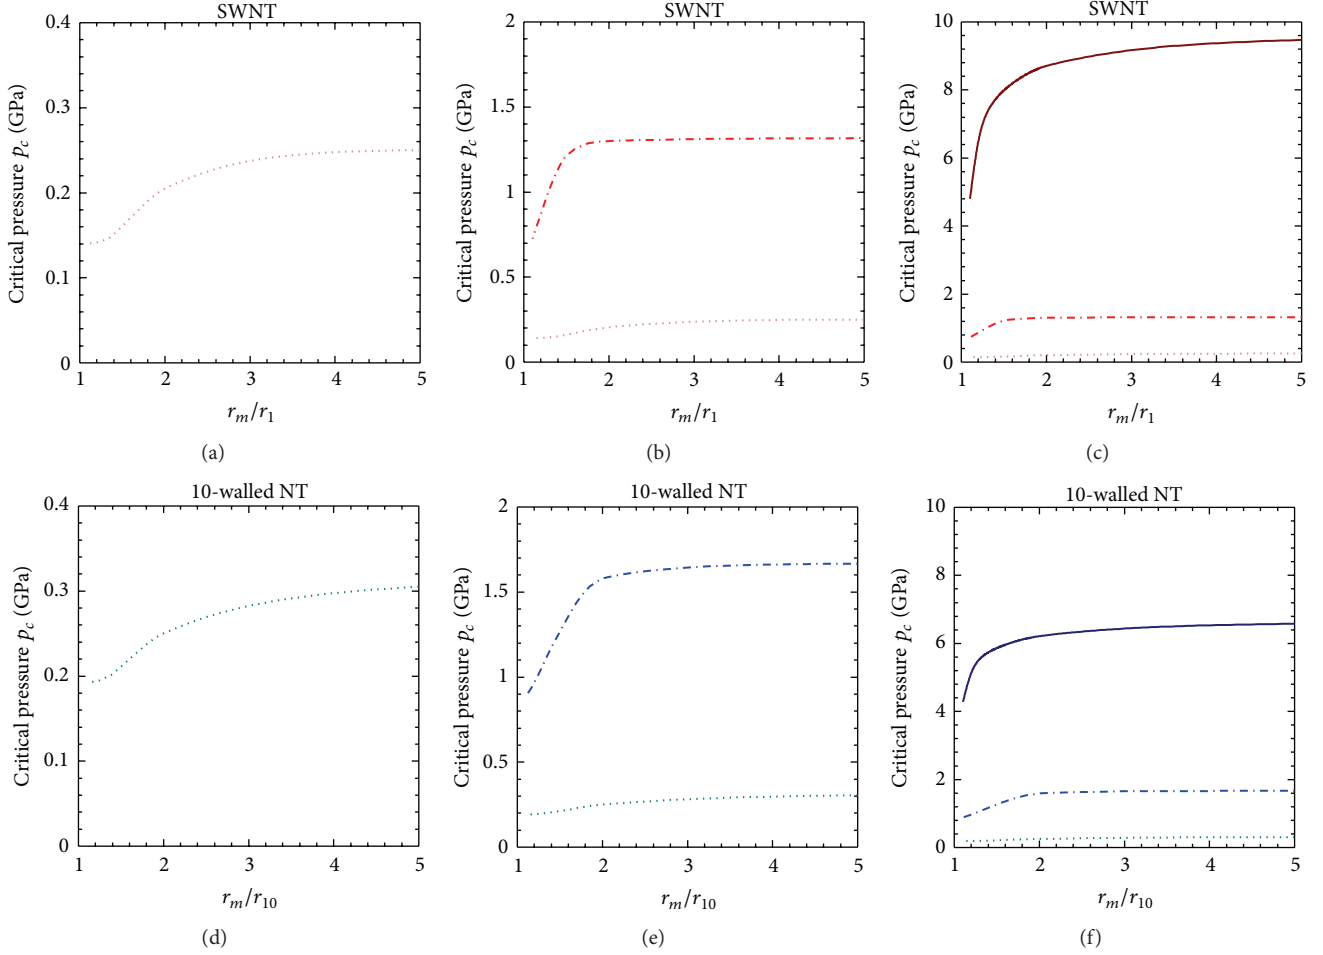 SWNT
0.4
0.3
0.2
0.1
0
Critical pressure p_c (GPa)
1 2 3 4 5
r_m/r_1
(a)
SWNT
2
1.5
1
0.5
0
Critical pressure p_c (GPa)
1 2 3 4 5
r_m/r_1
(b)
SWNT
10
8
6
4
2
0
Critical pressure p_c (GPa)
1 2 3 4 5
r_m/r_1
(c)
10-walled NT
0.4
0.3
0.2
0.1
0
Critical pressure p_c (GPa)
1 2 3 4 5
r_m/r_10
(d)
10-walled NT
2
1.5
1
0.5
0
Critical pressure p_c (GPa)
1 2 3 4 5
r_m/r_10
(e)
10-walled NT
10
8
6
4
2
0
Critical pressure p_c (GPa)
1 2 3 4 5
r_m/r_10
(f)